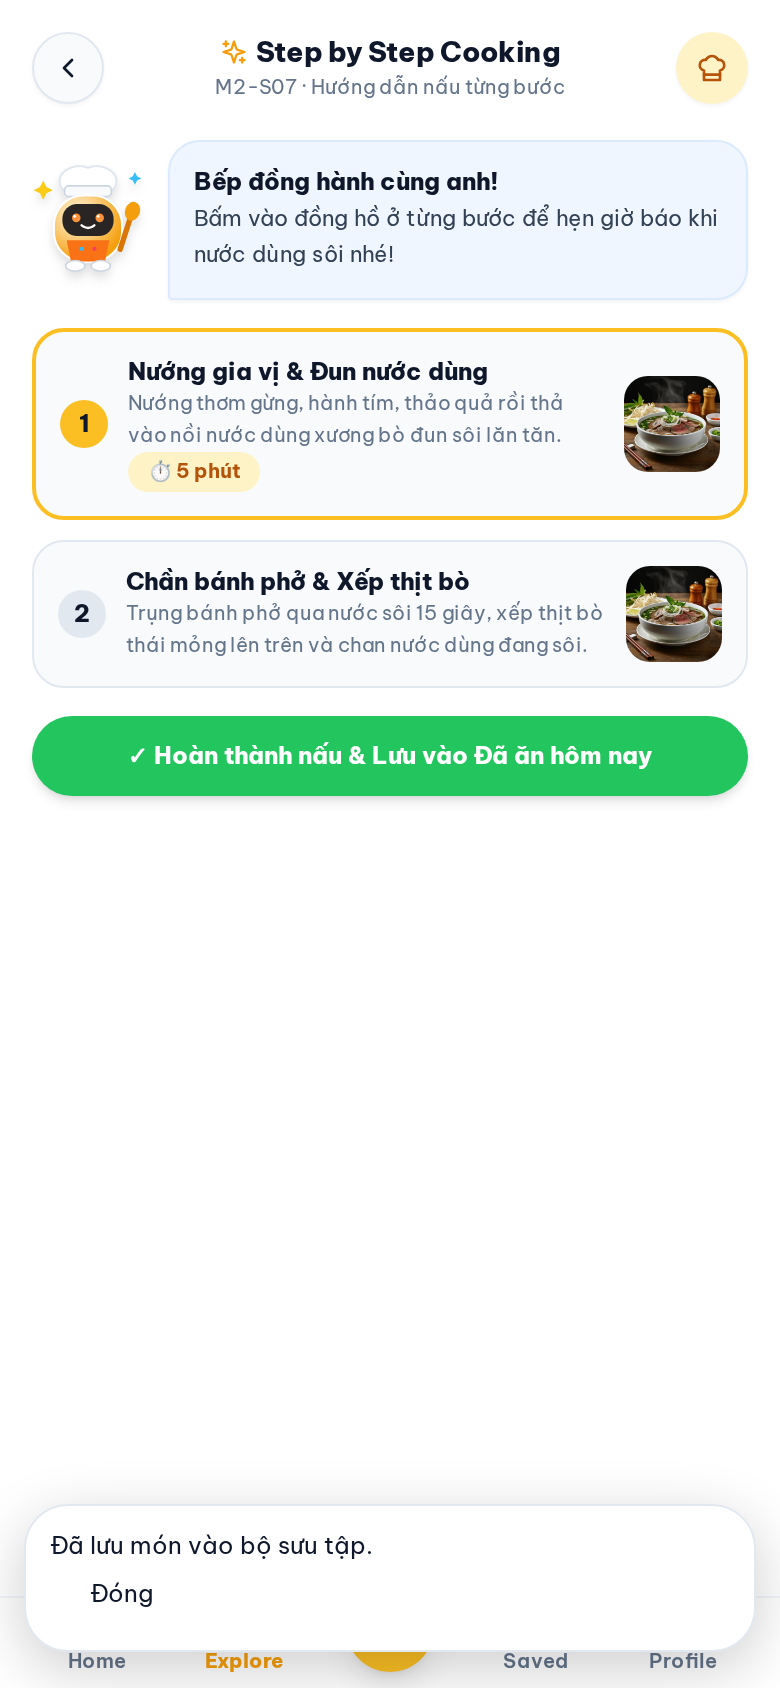 Step by Step Cooking
M2-S07 · Hướng dẫn nấu từng bước
Bếp đồng hành cùng anh!
Bấm vào đồng hồ ở từng bước để hẹn giờ báo khi
nước dùng sôi nhé!
Nướng gia vị & Đun nước dùng
1
Nướng thơm gừng, hành tím, thảo quả rồi thả
vào nồi nước dùng xương bò đun sôi lăn tăn.
⏱️ 5 phút
Chần bánh phở & Xếp thịt bò
2
Trụng bánh phở qua nước sôi 15 giây, xếp thịt bò
thái mỏng lên trên và chan nước dùng đang sôi.
✓ Hoàn thành nấu & Lưu vào Đã ăn hôm nay
Đã lưu món vào bộ sưu tập.
Đóng
Home
Explore
Saved
Profile